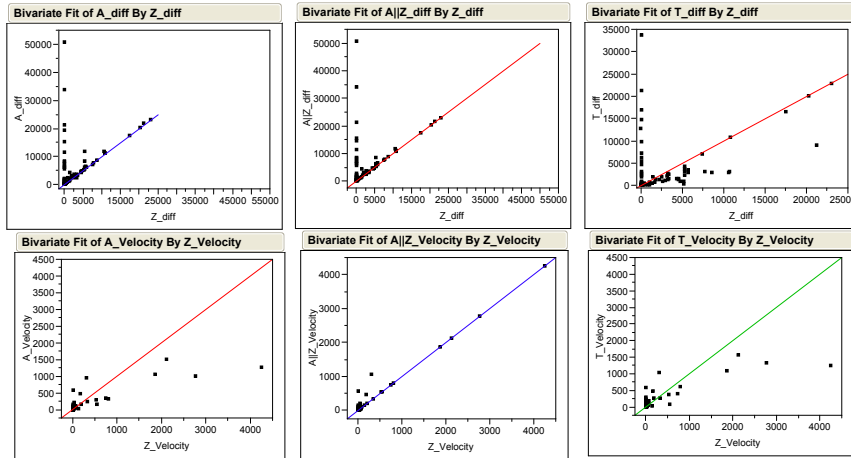 Bivariate Fit of A_diff By Z_diff
50000
40000
30000
20000
10000
0
A_diff
0 5000 15000 25000 35000 45000 55000
Z_diff
Bivariate Fit of A||Z_diff By Z_diff
50000
40000
30000
20000
10000
0
A||Z_diff
0 5000 15000 25000 35000 45000 55000
Z_diff
Bivariate Fit of T_diff By Z_diff
35000
30000
25000
20000
15000
10000
5000
0
T_diff
0 5000 10000 15000 20000 25000
Z_diff
Bivariate Fit of A_Velocity By Z_Velocity
4500
4000
3500
3000
2500
2000
1500
1000
500
0
A_Velocity
0 1000 2000 3000 4000
Z_Velocity
Bivariate Fit of A||Z_Velocity By Z_Velocity
4000
3000
2000
1000
0
A||Z_Velocity
0 1000 2000 3000 4000
Z_Velocity
Bivariate Fit of T_Velocity By Z_Velocity
4500
4000
3500
3000
2500
2000
1500
1000
500
0
T_Velocity
0 1000 2000 3000 4000
Z_Velocity